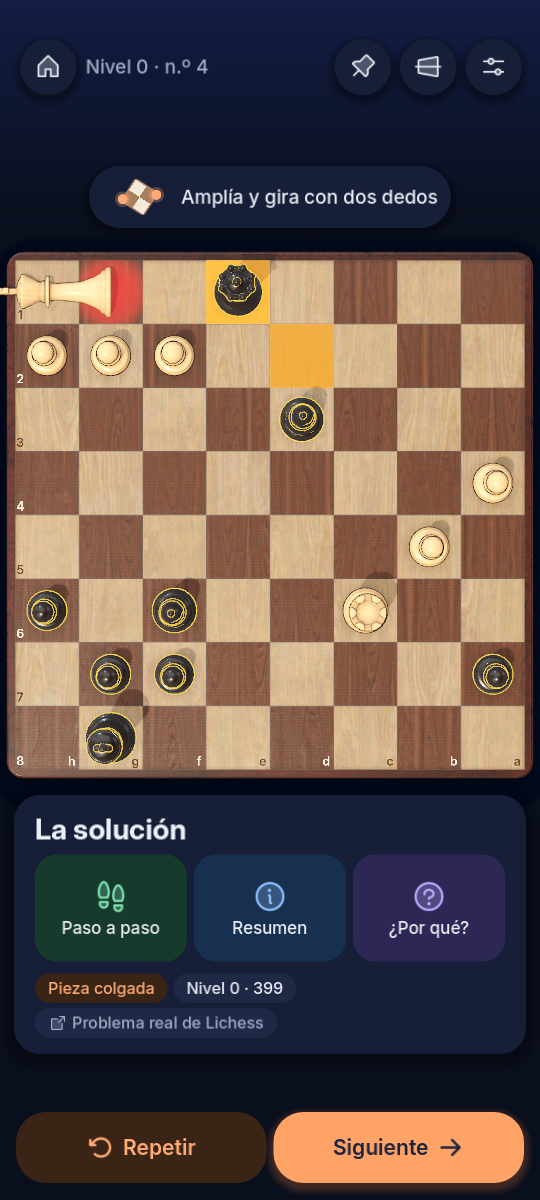 Nivel 0 · n.º 4
Amplía y gira con dos dedos
1
2
3
4
5
6
7
8 h g f e d c b a
La solución
Paso a paso
Resumen
¿Por qué?
Pieza colgada
Nivel 0 · 399
Problema real de Lichess
Repetir
Siguiente